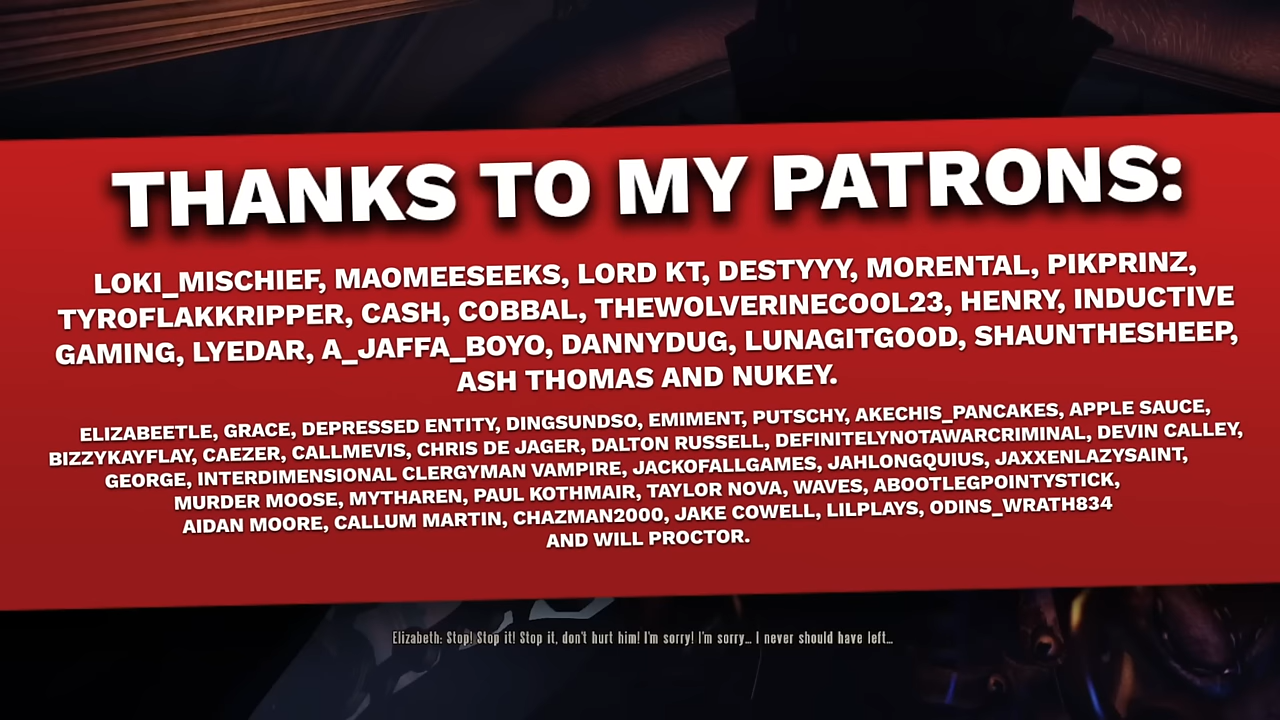 THANKS TO MY PATRONS:
LOKI_MISCHIEF, MAOMEESEEKS, LORD KT, DESTYYY, MORENTAL, PIKPRINZ,
TYROFLAKKRIPPER, CASH, COBBAL, THEWOLVERINECOOL23, HENRY, INDUCTIVE
GAMING, LYEDAR, A_JAFFA_BOYO, DANNYDUG, LUNAGITGOOD, SHAUNTHESHEEP,
ASH THOMAS AND NUKEY.
ELIZABEETLE, GRACE, DEPRESSED ENTITY, DINGSUNDSO, EMIMENT, PUTSCHY, AKECHIS_PANCAKES, APPLE SAUCE,
BIZZYKAYFLAY, CAEZER, CALLMEVIS, CHRIS DE JAGER, DALTON RUSSELL, DEFINITELYNOTAWARCRIMINAL, DEVIN CALLEY,
GEORGE, INTERDIMENSIONAL CLERGYMAN VAMPIRE, JACKOFALLGAMES, JAHLONGQUIUS, JAXXENLAZYSAINT,
MURDER MOOSE, MYTHAREN, PAUL KOTHMAIR, TAYLOR NOVA, WAVES, ABOOTLEGPOINTYSTICK,
AIDAN MOORE, CALLUM MARTIN, CHAZMAN2000, JAKE COWELL, LILPLAYS, ODINS_WRATH834
AND WILL PROCTOR.
Elizabeth: Stop! Stop it! Stop it, don't hurt him! I'm sorry! I'm sorry... I never should have left...